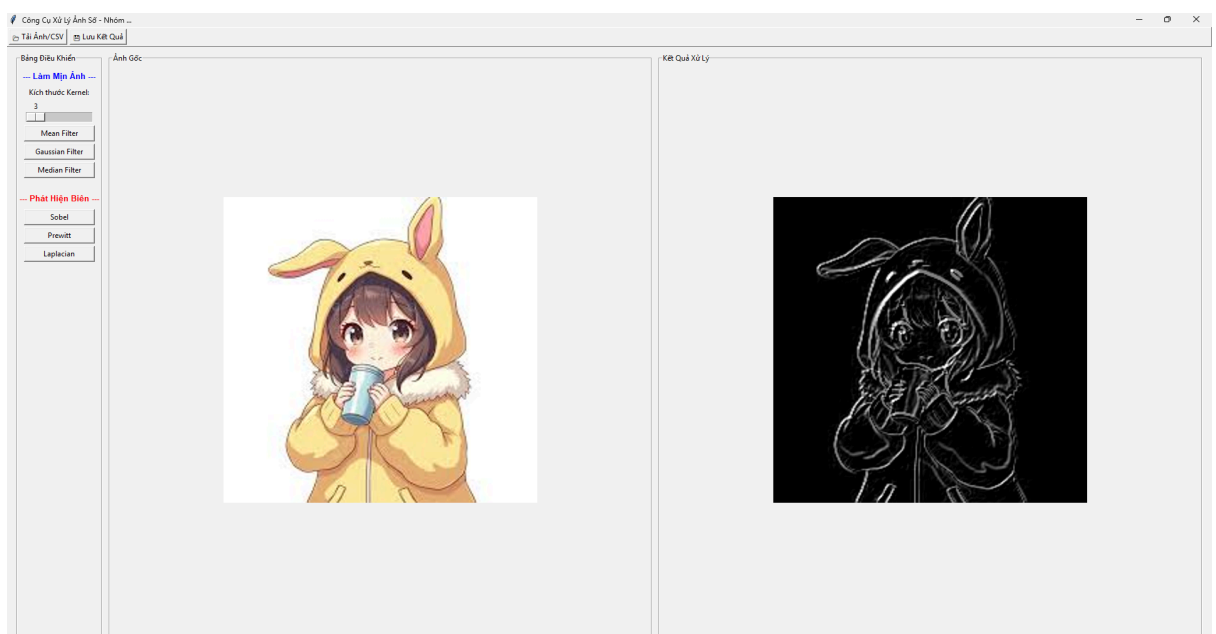 Công Cụ Xử Lý Ảnh Số - Nhóm ...
Tải Ảnh/CSV
Lưu Kết Quả
Bảng Điều Khiển
--- Làm Mịn Ảnh ---
Kích thước Kernel:
3
Mean Filter
Gaussian Filter
Median Filter
--- Phát Hiện Biên ---
Sobel
Prewitt
Laplacian
Ảnh Gốc
Kết Quả Xử Lý